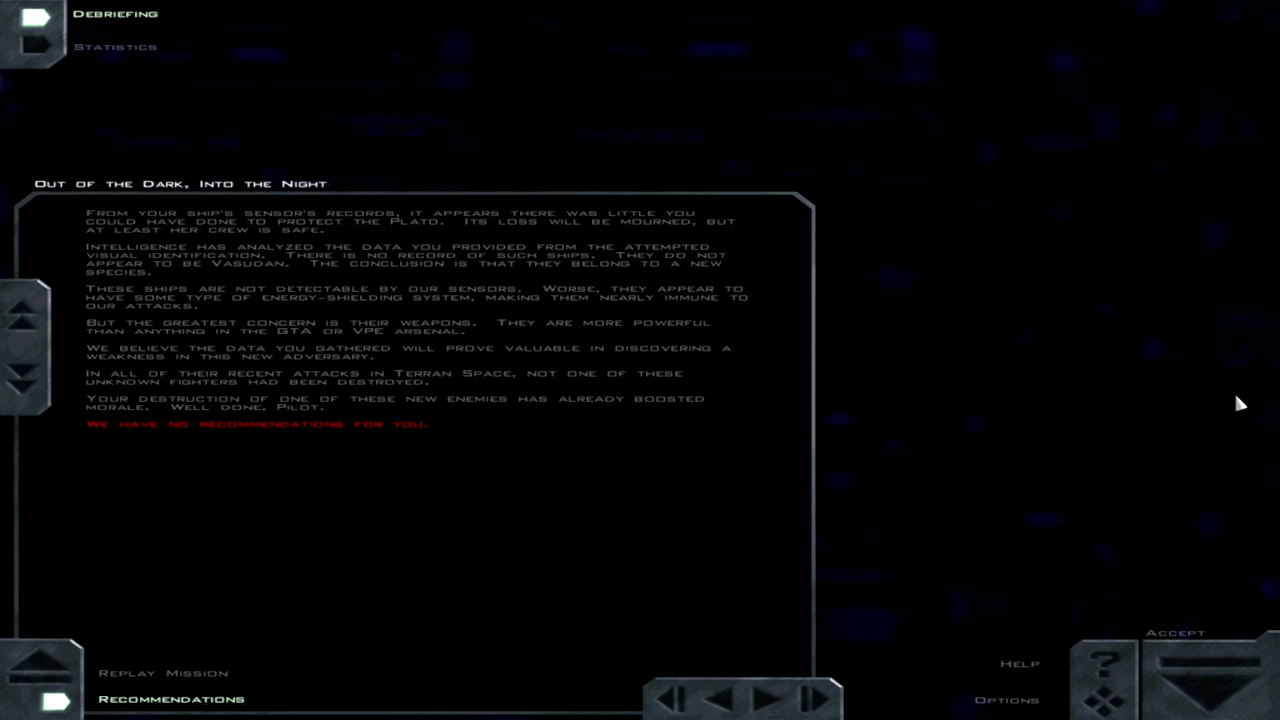 Debriefing
Statistics
Out of the Dark, Into the Night
From your ship's sensor's records, it appears there was little you
could have done to protect the Plato. Its loss will be mourned, but
at least her crew is safe.
Intelligence has analyzed the data you provided from the attempted
visual identification. There is no record of such ships. They do not
appear to be Vasudan. The conclusion is that they belong to a new
species.
These ships are not detectable by our sensors. Worse, they appear to
have some type of energy-shielding system, making them nearly immune to
our attacks.
But the greatest concern is their weapons. They are more powerful
than anything in the GTA or VPE arsenal.
We believe the data you gathered will prove valuable in discovering a
weakness in this new adversary.
In all of their recent attacks in Terran Space, not one of these
unknown fighters had been destroyed.
Your destruction of one of these new enemies has already boosted
morale. Well done, Pilot.
We have no recommendations for you.
Accept
Help
Replay Mission
Recommendations
Options